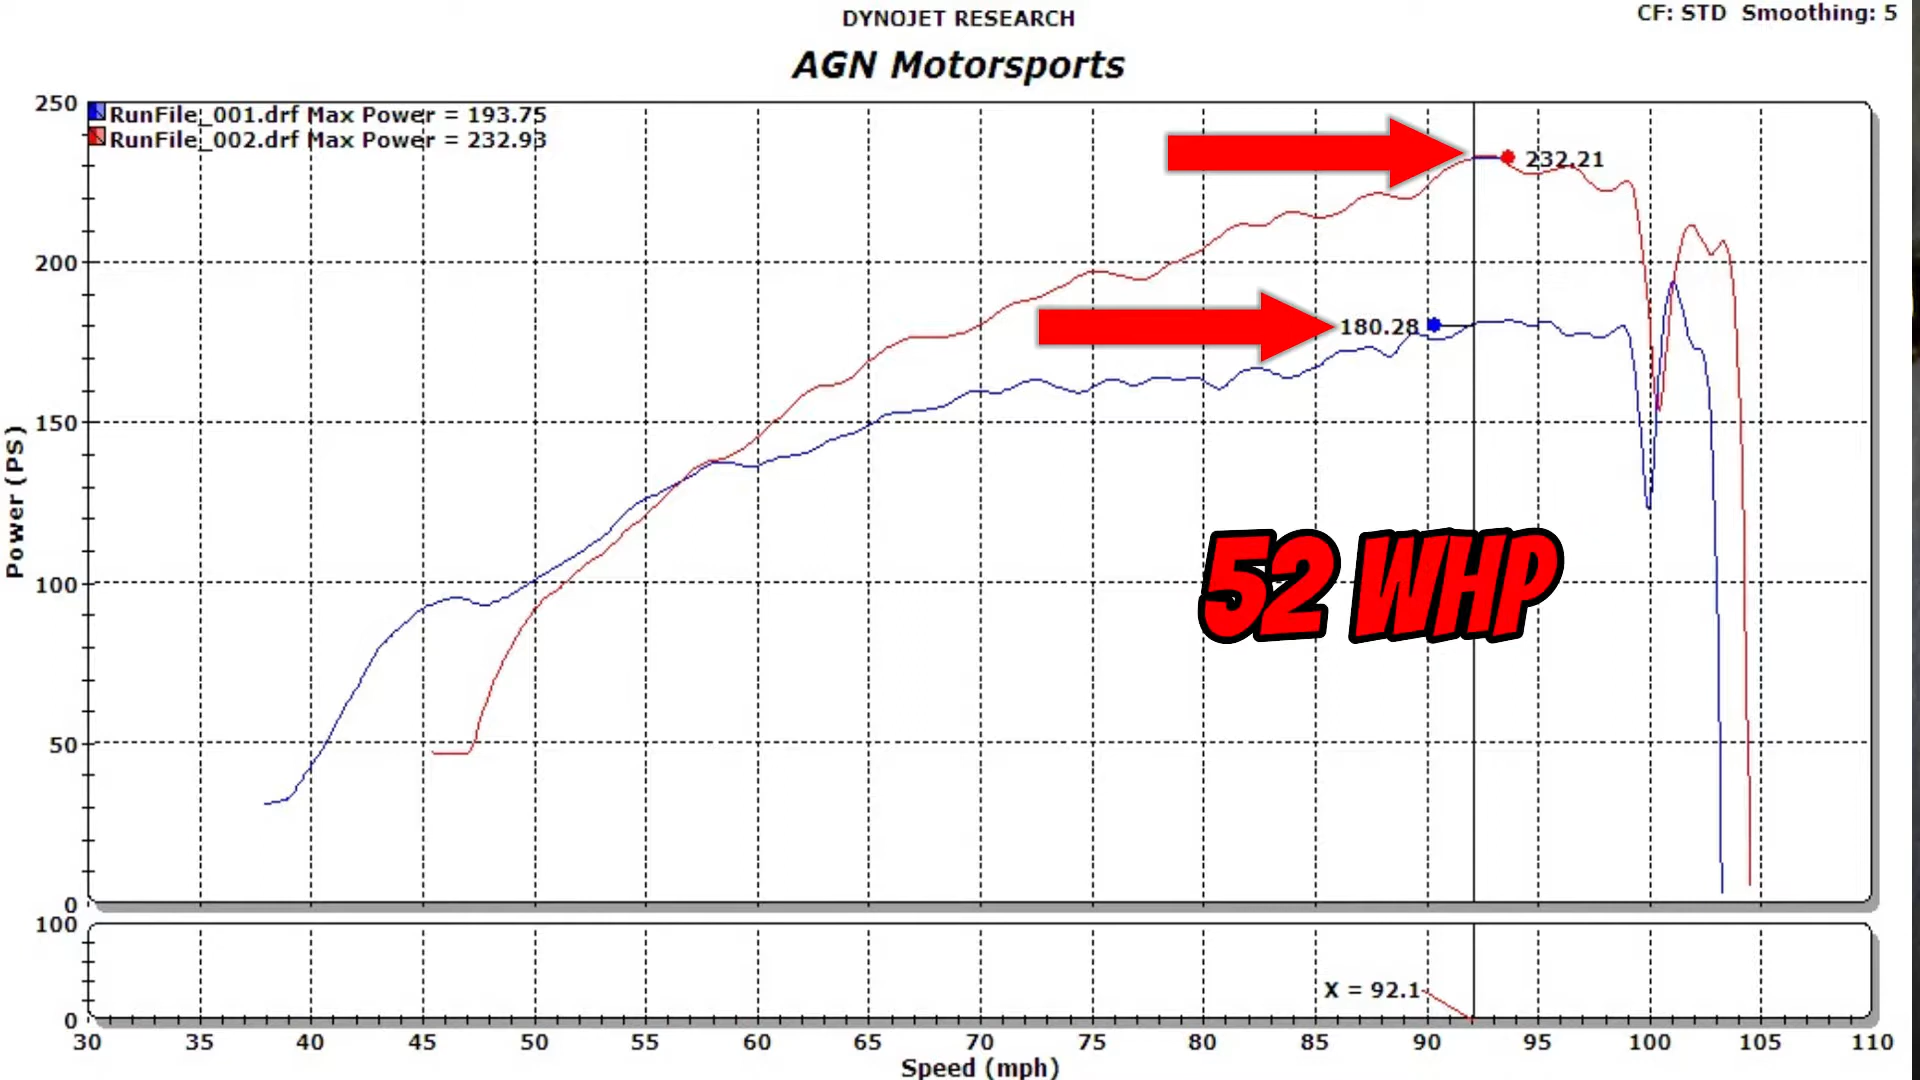 DYNOJET RESEARCH
CF: STD Smoothing: 5
AGN Motorsports
RunFile_001.drf Max Power = 193.75
RunFile_002.drf Max Power = 232.93
250
200
150
100
50
0
Power (PS)
232.21
180.28
52 WHP
100
0
X = 92.1
30 35 40 45 50 55 60 65 70 75 80 85 90 95 100 105 110
Speed (mph)